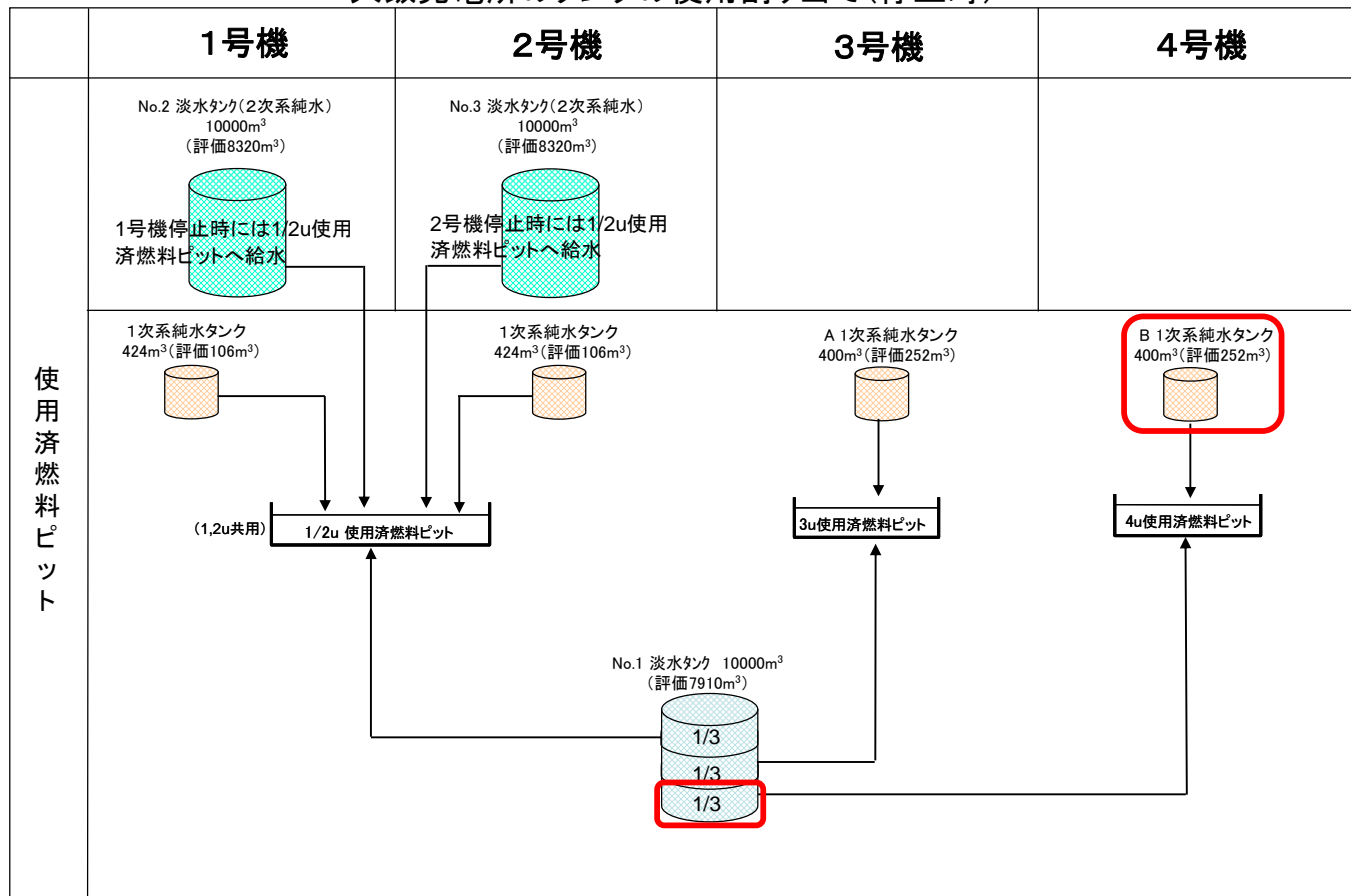 1号機
2号機
3号機
4号機
使用済燃料ピット
No.2 淡水タンク(2次系純水)
10000m³
(評価8320m³)
1号機停止時には1/2u使用
済燃料ピットへ給水
No.3 淡水タンク(2次系純水)
10000m³
(評価8320m³)
2号機停止時には1/2u使用
済燃料ピットへ給水
1次系純水タンク
424m³(評価106m³)
1次系純水タンク
424m³(評価106m³)
A 1次系純水タンク
400m³(評価252m³)
B 1次系純水タンク
400m³(評価252m³)
(1,2u共用)
1/2u 使用済燃料ピット
3u使用済燃料ピット
4u使用済燃料ピット
No.1 淡水タンク 10000m³
(評価7910m³)
1/3
1/3
1/3